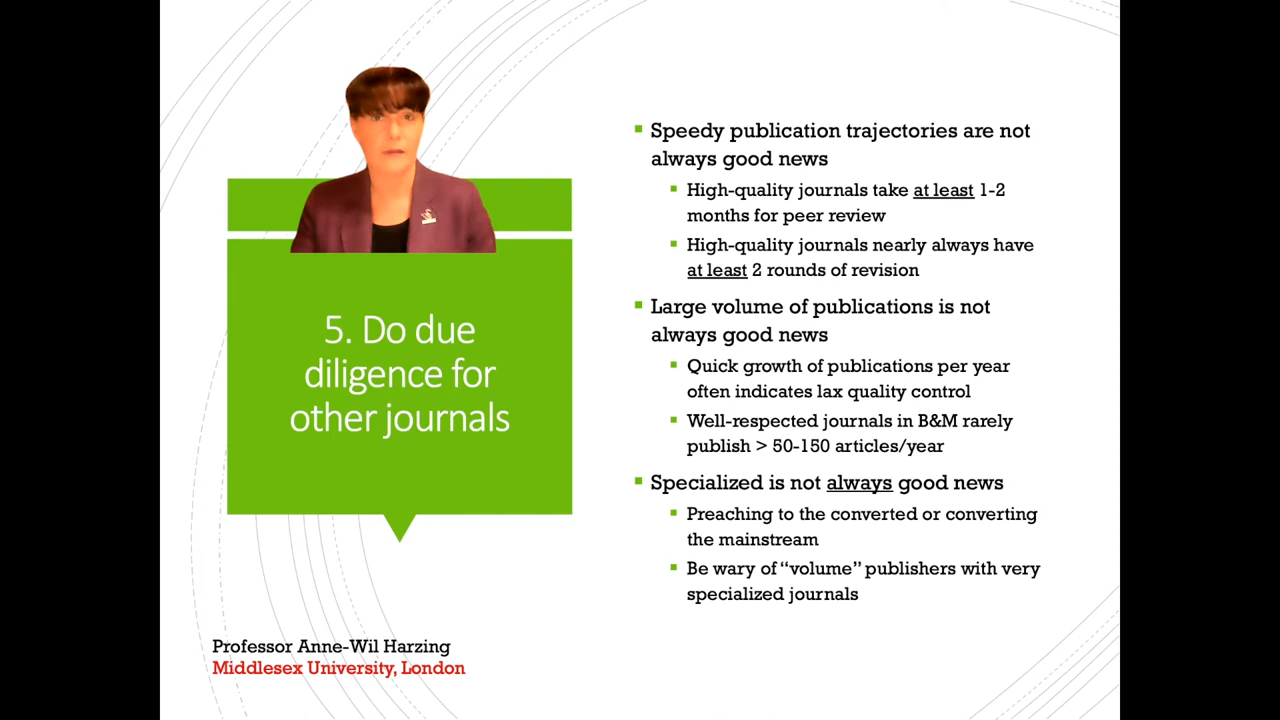 5. Do due
diligence for
other journals
Speedy publication trajectories are not
always good news
High-quality journals take at least 1-2
months for peer review
High-quality journals nearly always have
at least 2 rounds of revision
Large volume of publications is not
always good news
Quick growth of publications per year
often indicates lax quality control
Well-respected journals in B&M rarely
publish > 50-150 articles/year
Specialized is not always good news
Preaching to the converted or converting
the mainstream
Be wary of “volume” publishers with very
specialized journals
Professor Anne-Wil Harzing
Middlesex University, London